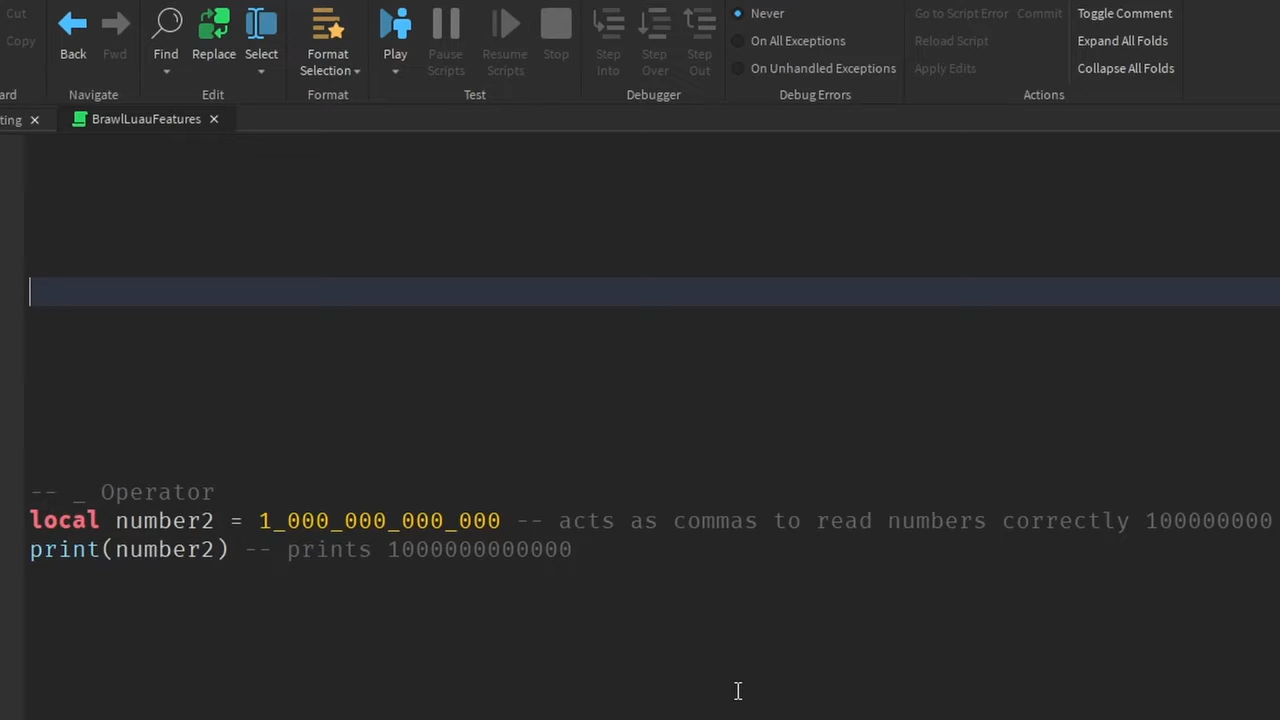 Cut
Copy
Back
Fwd
Find
Replace
Select
Format
Selection
Play
Pause
Scripts
Resume
Scripts
Stop
Step
Into
Step
Over
Step
Out
Never
On All Exceptions
On Unhandled Exceptions
Go to Script Error
Commit
Reload Script
Apply Edits
Toggle Comment
Expand All Folds
Collapse All Folds
ard
Navigate
Edit
Format
Test
Debugger
Debug Errors
Actions
ting
BrawlLuauFeatures
-- _ Operator
local number2 = 1_000_000_000_000 -- acts as commas to read numbers correctly 100000000
print(number2) -- prints 1000000000000